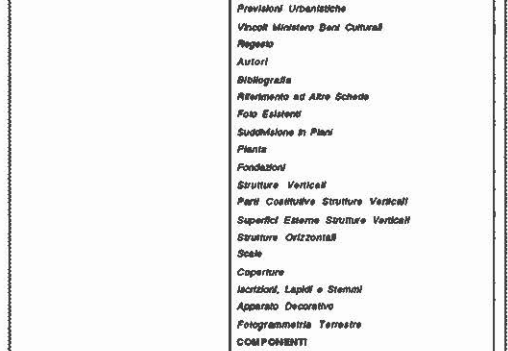 Previsioni Urbanistiche
Vincoli Ministero Beni Culturali
Regesto
Autori
Bibliografia
Riferimento ad Altre Schede
Foto Esistenti
Suddivisione in Piani
Pianta
Fondazioni
Strutture Verticali
Parti Costitutive Strutture Verticali
Superfici Esterne Strutture Verticali
Strutture Orizzontali
Scale
Coperture
Iscrizioni, Lapidi e Stemmi
Apparato Decorativo
Fotogrammetria Terrestre
COMPONENTI